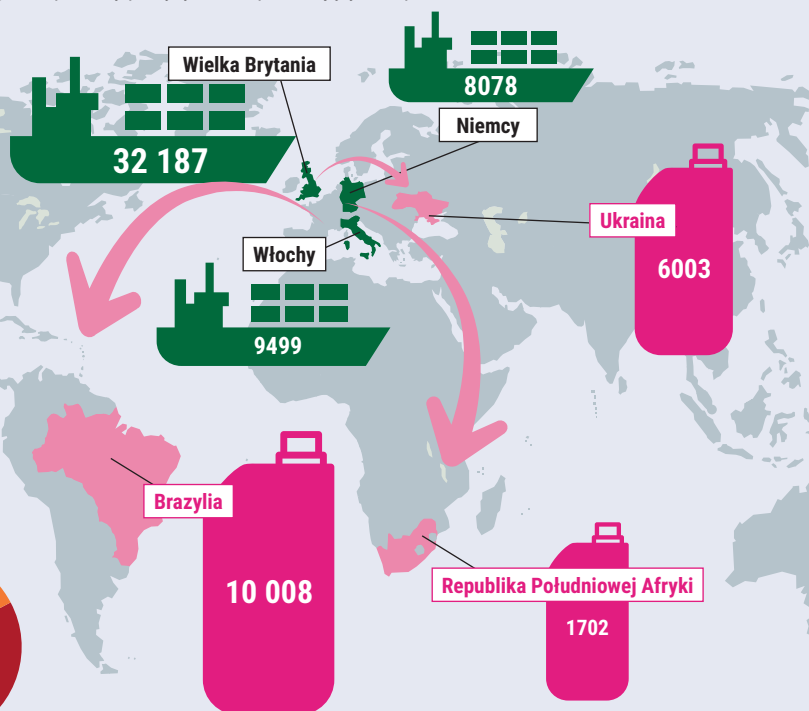 Wielka Brytania
8078
32 187
Niemcy
Ukraina
Włochy
6003
9499
Brazylia
10 008
Republika Południowej Afryki
1702